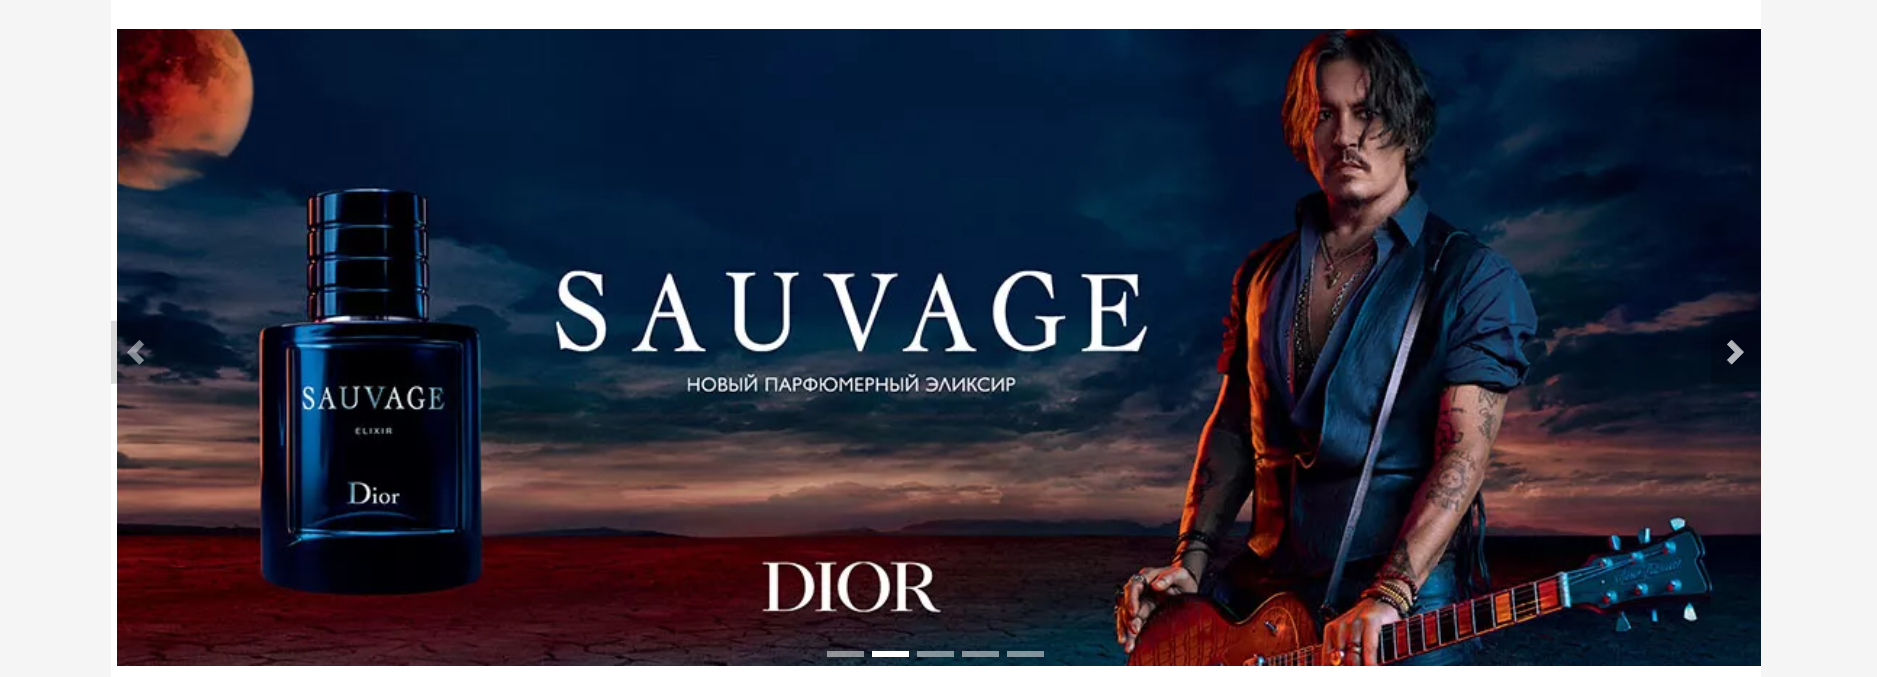 SAUVAGE
НОВЫЙ ПАРФЮМЕРНЫЙ ЭЛИКСИР
SAUVAGE
ELIXIR
Dior
DIOR